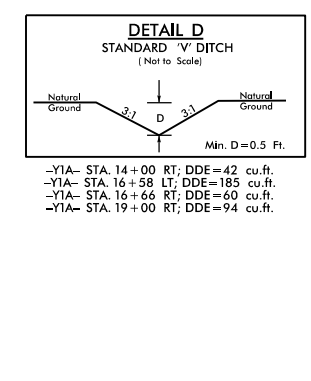 DETAIL D
STANDARD 'V' DITCH
( Not to Scale)
Natural Natural
Ground 3:1 D 3:1 Ground
Min. D=0.5 Ft.
-Y1A- STA. 14+00 RT; DDE=42 cu.ft.
-Y1A- STA. 16+58 LT; DDE=185 cu.ft.
-Y1A- STA. 16+66 RT; DDE=60 cu.ft.
-Y1A- STA. 19+00 RT; DDE=94 cu.ft.